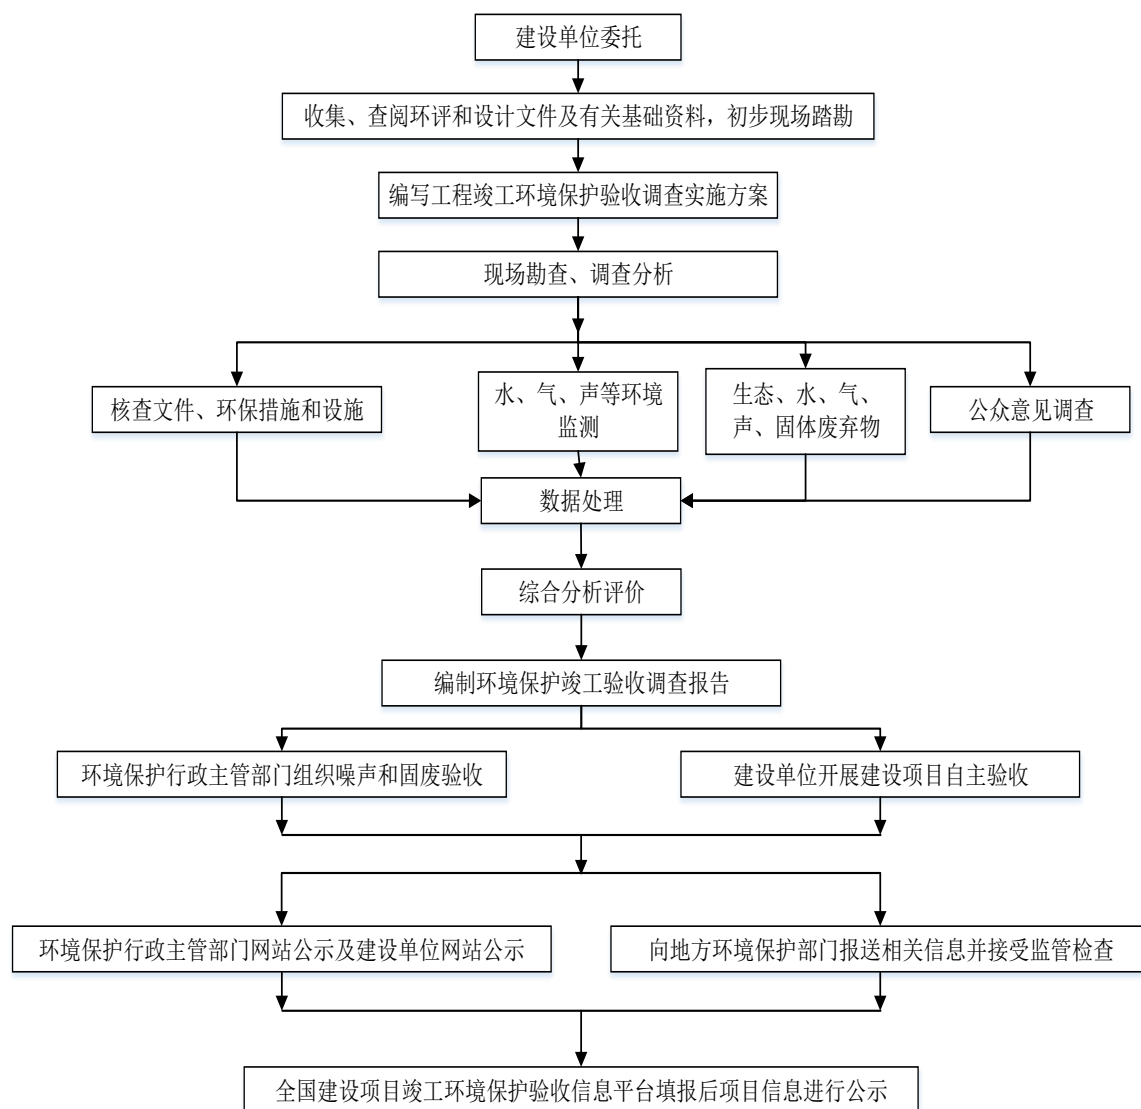 建设单位委托
收集、查阅环评和设计文件及有关基础资料，初步现场踏勘
编写工程竣工环境保护验收调查实施方案
现场勘查、调查分析
核查文件、环保措施和设施
水、气、声等环境
监测
生态、水、气、
声、固体废弃物
公众意见调查
数据处理
综合分析评价
编制环境保护竣工验收调查报告
环境保护行政主管部门组织噪声和固废验收
建设单位开展建设项目自主验收
环境保护行政主管部门网站公示及建设单位网站公示
向地方环境保护部门报送相关信息并接受监管检查
全国建设项目竣工环境保护验收信息平台填报后项目信息进行公示